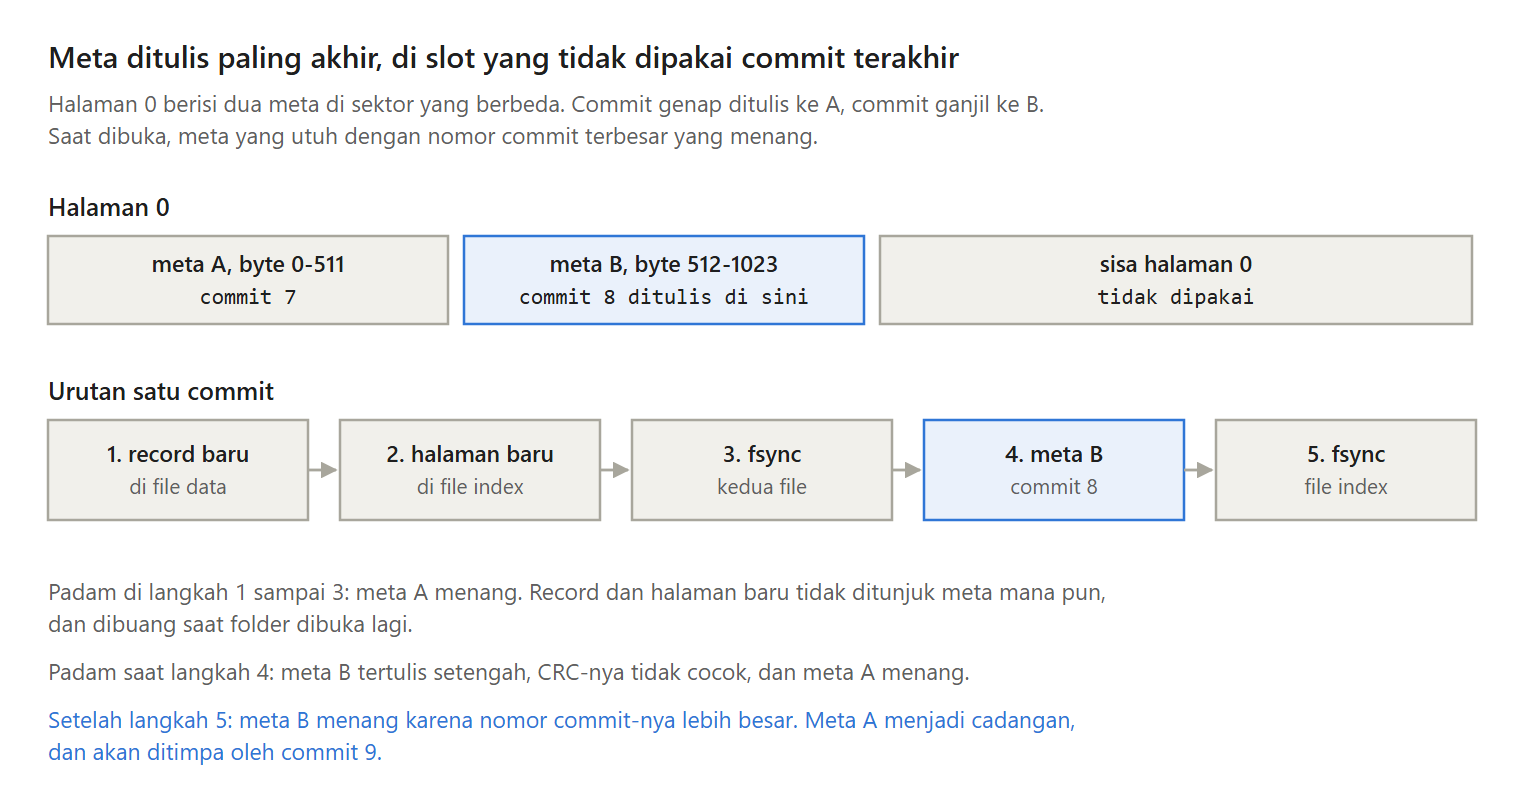 Meta ditulis paling akhir, di slot yang tidak dipakai commit terakhir
Halaman 0 berisi dua meta di sektor yang berbeda. Commit genap ditulis ke A, commit ganjil ke B.
Saat dibuka, meta yang utuh dengan nomor commit terbesar yang menang.
Halaman 0
meta A, byte 0-511
commit 7
meta B, byte 512-1023
commit 8 ditulis di sini
sisa halaman 0
tidak dipakai
Urutan satu commit
1. record baru
di file data
2. halaman baru
di file index
3. fsync
kedua file
4. meta B
commit 8
5. fsync
file index
Padam di langkah 1 sampai 3: meta A menang. Record dan halaman baru tidak ditunjuk meta mana pun,
dan dibuang saat folder dibuka lagi.
Padam saat langkah 4: meta B tertulis setengah, CRC-nya tidak cocok, dan meta A menang.
Setelah langkah 5: meta B menang karena nomor commit-nya lebih besar. Meta A menjadi cadangan,
dan akan ditimpa oleh commit 9.